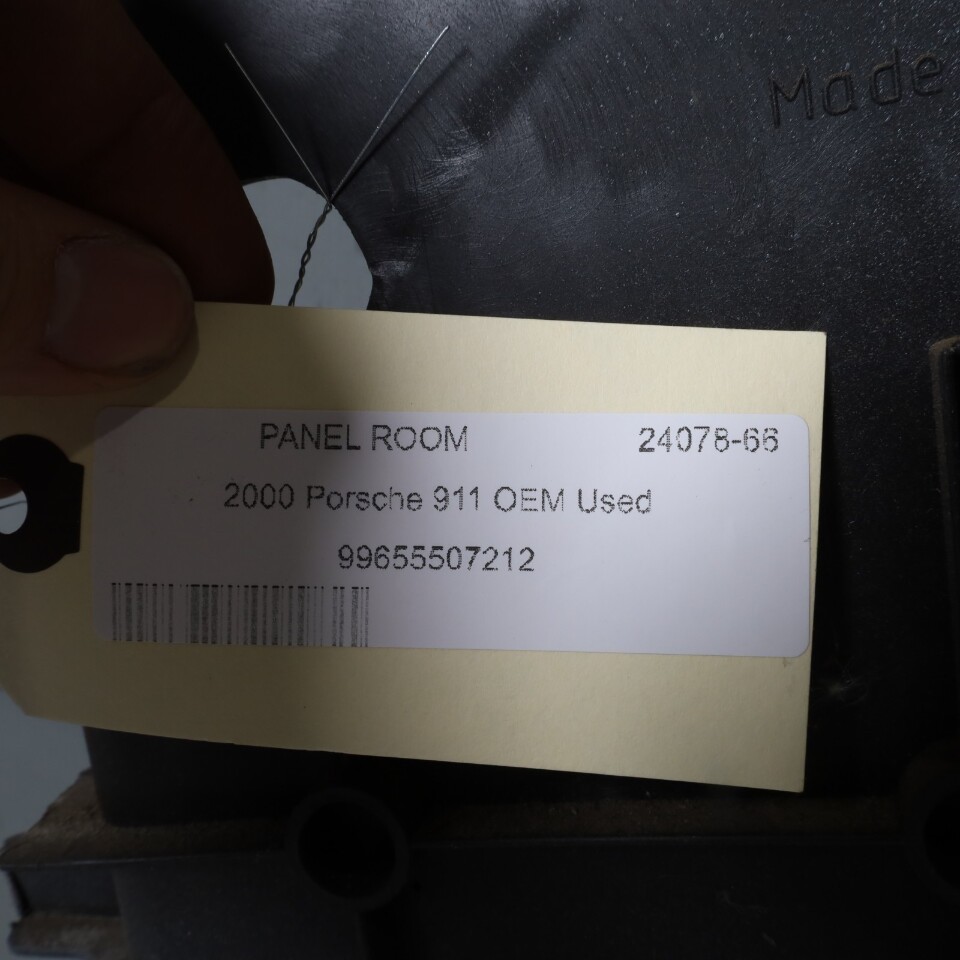 Made
PANEL ROOM 24078-66
2000 Porsche 911 OEM Used
99655507212